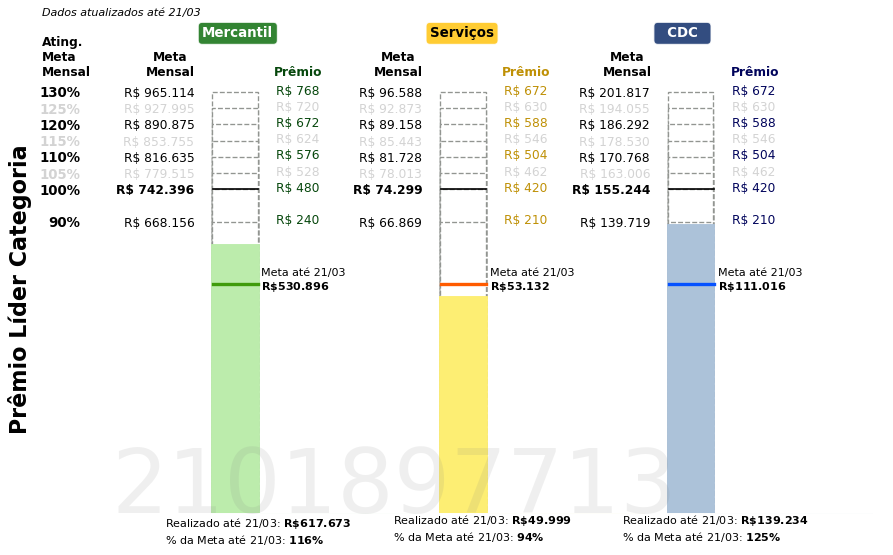 Dados atualizados até 21/03
Mercantil Serviços CDC
Ating.
Meta
Mensal
Meta
Mensal
Prêmio
Meta
Mensal
Prêmio
Meta
Mensal
Prêmio
130% R$ 965.114 R$ 768 R$ 96.588 R$ 672 R$ 201.817 R$ 672
125% R$ 927.995 R$ 720 R$ 92.873 R$ 630 R$ 194.055 R$ 630
120% R$ 890.875 R$ 672 R$ 89.158 R$ 588 R$ 186.292 R$ 588
115% R$ 853.755 R$ 624 R$ 85.443 R$ 546 R$ 178.530 R$ 546
110% R$ 816.635 R$ 576 R$ 81.728 R$ 504 R$ 170.768 R$ 504
105% R$ 779.515 R$ 528 R$ 78.013 R$ 462 R$ 163.006 R$ 462
100% R$ 742.396 R$ 480 R$ 74.299 R$ 420 R$ 155.244 R$ 420
90% R$ 668.156 R$ 240 R$ 66.869 R$ 210 R$ 139.719 R$ 210
Meta até 21/03 Meta até 21/03 Meta até 21/03
R$530.896 R$53.132 R$111.016
Prêmio Líder Categoria
2101897713
Realizado até 21/03: R$617.673 Realizado até 21/03: R$49.999 Realizado até 21/03: R$139.234
% da Meta até 21/03: 116% % da Meta até 21/03: 94% % da Meta até 21/03: 125%